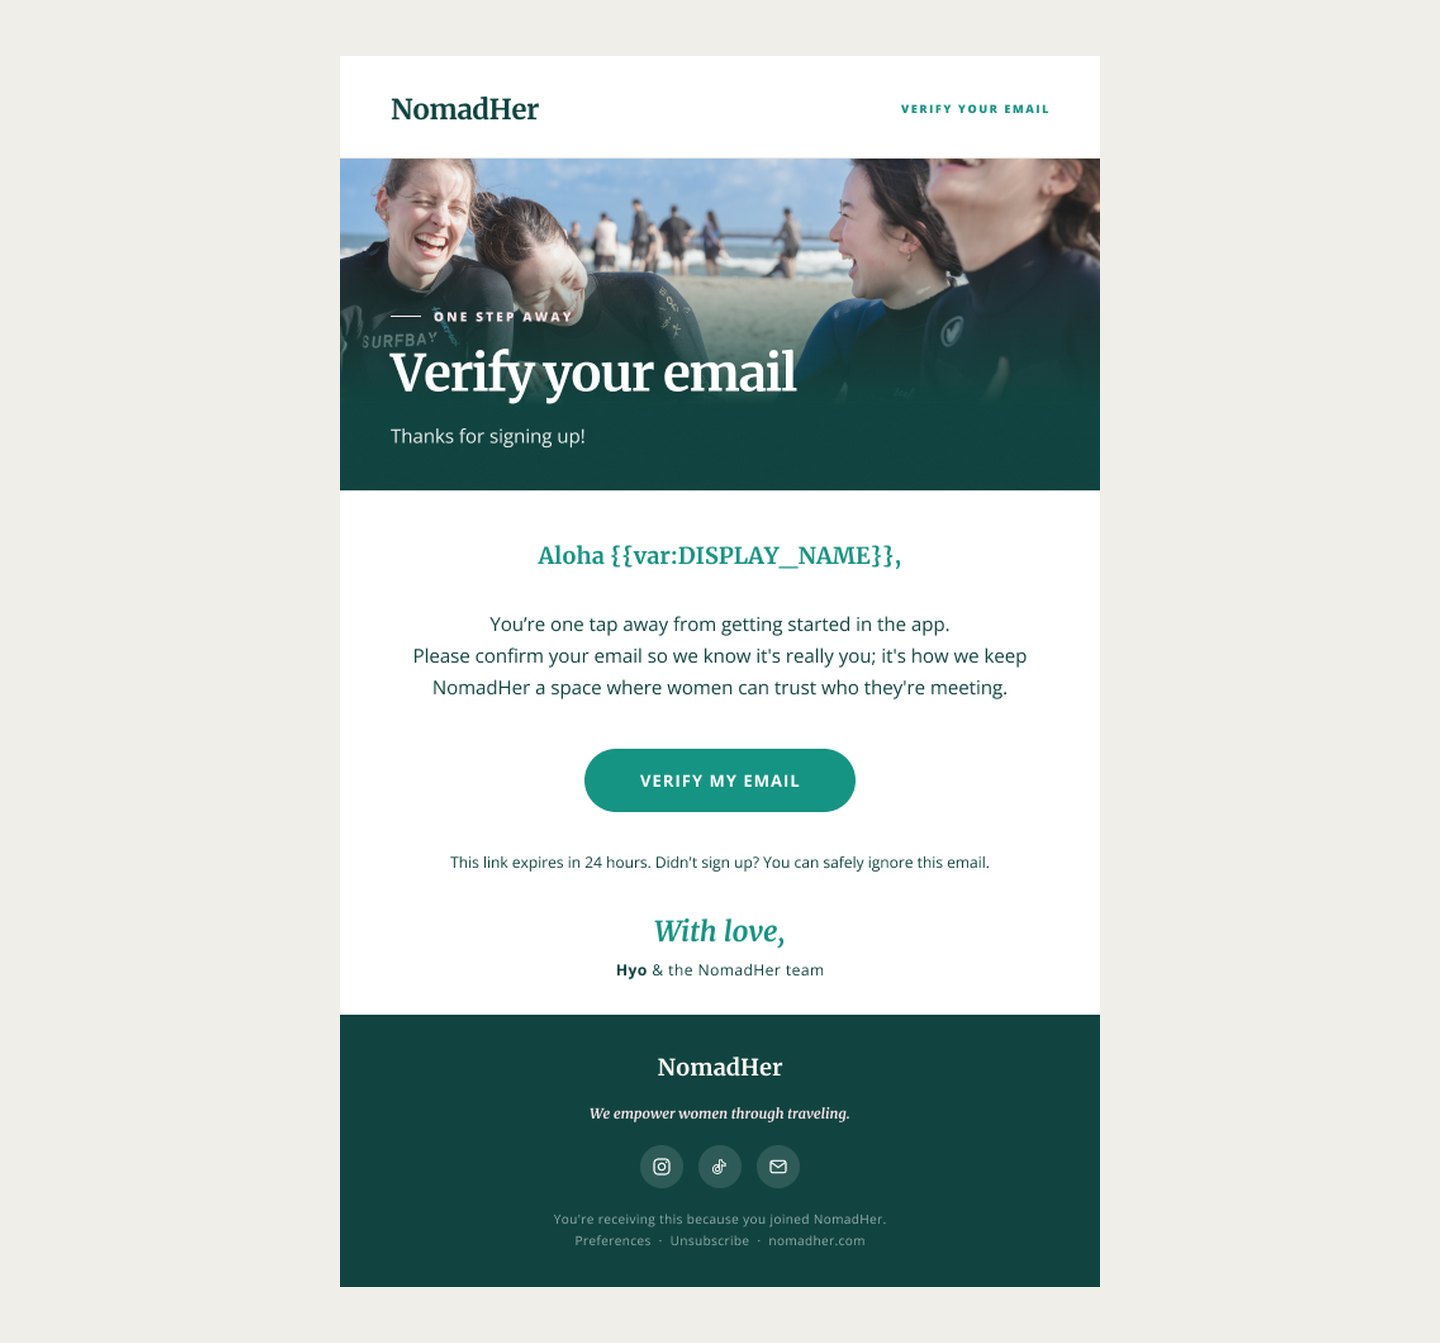 NomadHer
VERIFY YOUR EMAIL
ONE STEP AWAY
SURFBAY
Verify your email
Thanks for signing up!
Aloha {{var:DISPLAY_NAME}},
You’re one tap away from getting started in the app.
Please confirm your email so we know it's really you; it's how we keep
NomadHer a space where women can trust who they're meeting.
VERIFY MY EMAIL
This link expires in 24 hours. Didn't sign up? You can safely ignore this email.
With love,
Hyo & the NomadHer team
NomadHer
We empower women through traveling.
You're receiving this because you joined NomadHer.
Preferences · Unsubscribe · nomadher.com